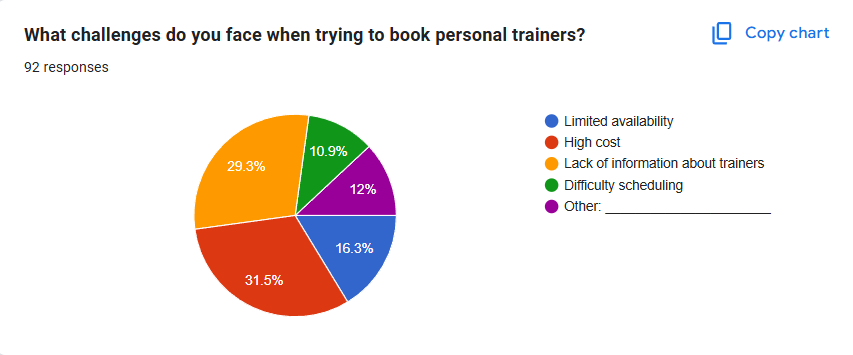 What challenges do you face when trying to book personal trainers?
Copy chart
92 responses
10.9%
29.3%
12%
16.3%
31.5%
Limited availability
High cost
Lack of information about trainers
Difficulty scheduling
Other: ______________________